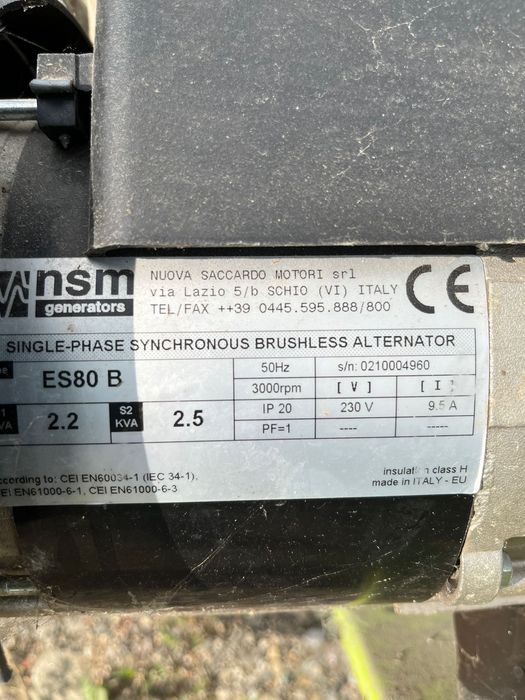 nsm
generators
NUOVA SACCARDO MOTORI srl
via Lazio 5/b SCHIO (VI) ITALY
TEL/FAX ++39 0445.595.888/800
CE
SINGLE-PHASE SYNCHRONOUS BRUSHLESS ALTERNATOR
ES80 B
50Hz
s/n: 0210004960
3000rpm
[ V ]
[ I ]
2.2
S2
KVA
2.5
IP 20
230 V
9.5 A
PF=1
----
-----
according to: CEI EN60034-1 (IEC 34-1).
CEI EN61000-6-1, CEI EN61000-6-3
insulation class H
made in ITALY - EU